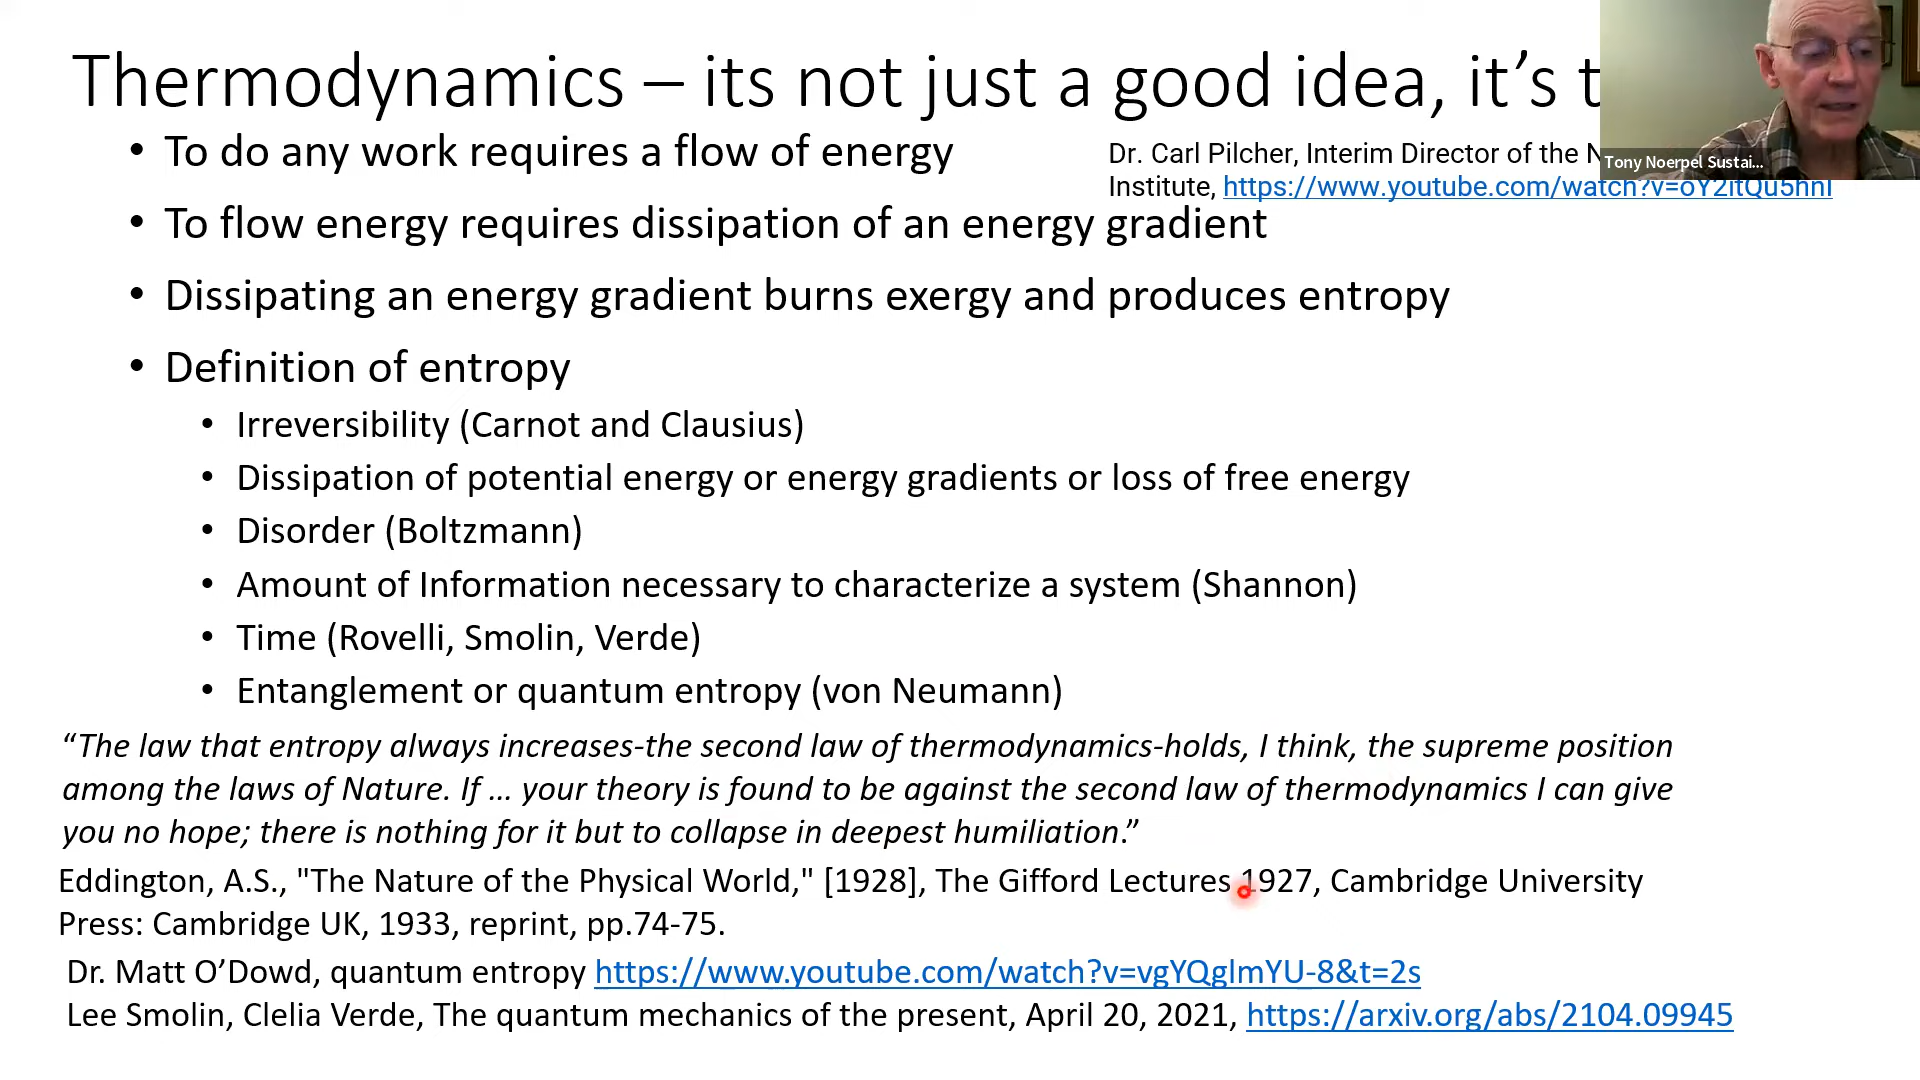 Thermodynamics – its not just a good idea, it’s t
• To do any work requires a flow of energy
Dr. Carl Pilcher, Interim Director of the N
Institute, https://www.youtube.com/watch?v=oY2itQu5hnI
Tony Noerpel Sustai...
• To flow energy requires dissipation of an energy gradient
• Dissipating an energy gradient burns exergy and produces entropy
• Definition of entropy
• Irreversibility (Carnot and Clausius)
• Dissipation of potential energy or energy gradients or loss of free energy
• Disorder (Boltzmann)
• Amount of Information necessary to characterize a system (Shannon)
• Time (Rovelli, Smolin, Verde)
• Entanglement or quantum entropy (von Neumann)
“The law that entropy always increases-the second law of thermodynamics-holds, I think, the supreme position
among the laws of Nature. If … your theory is found to be against the second law of thermodynamics I can give
you no hope; there is nothing for it but to collapse in deepest humiliation.”
Eddington, A.S., "The Nature of the Physical World," [1928], The Gifford Lectures 1927, Cambridge University
Press: Cambridge UK, 1933, reprint, pp.74-75.
Dr. Matt O’Dowd, quantum entropy https://www.youtube.com/watch?v=vgYQglmYU-8&t=2s
Lee Smolin, Clelia Verde, The quantum mechanics of the present, April 20, 2021, https://arxiv.org/abs/2104.09945